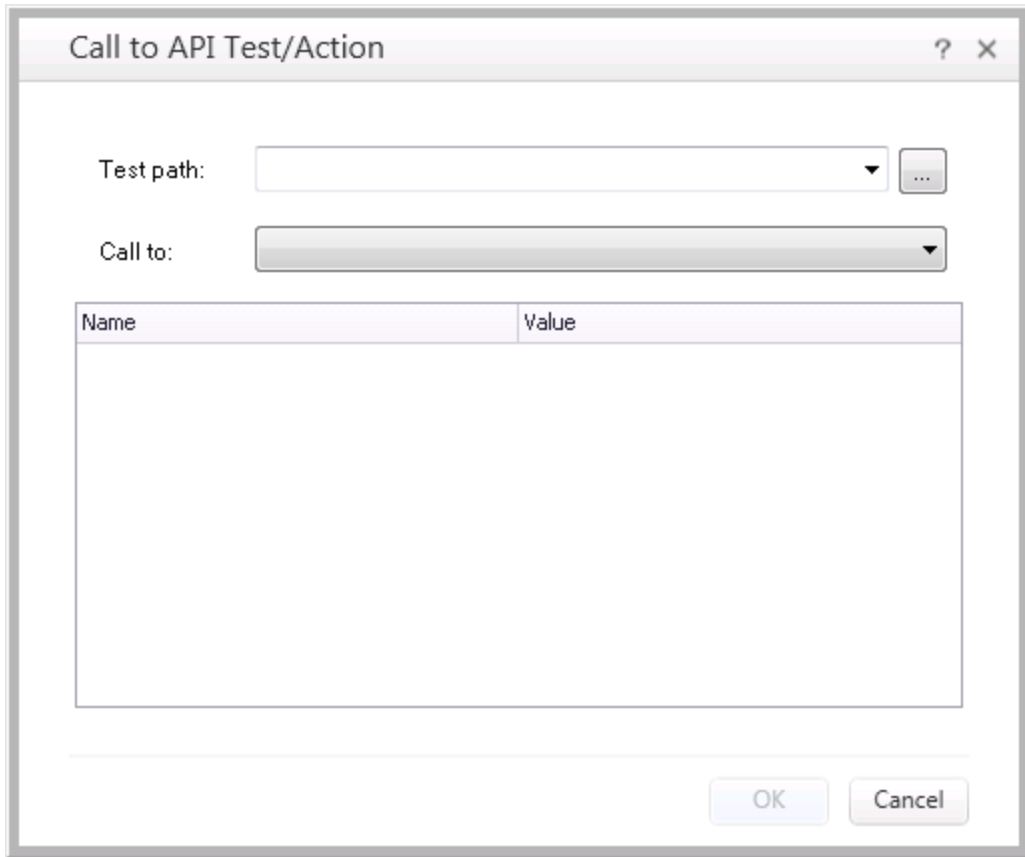 Call to API Test/Action ?
Test path: ...
Call to:
Name Value
OK Cancel